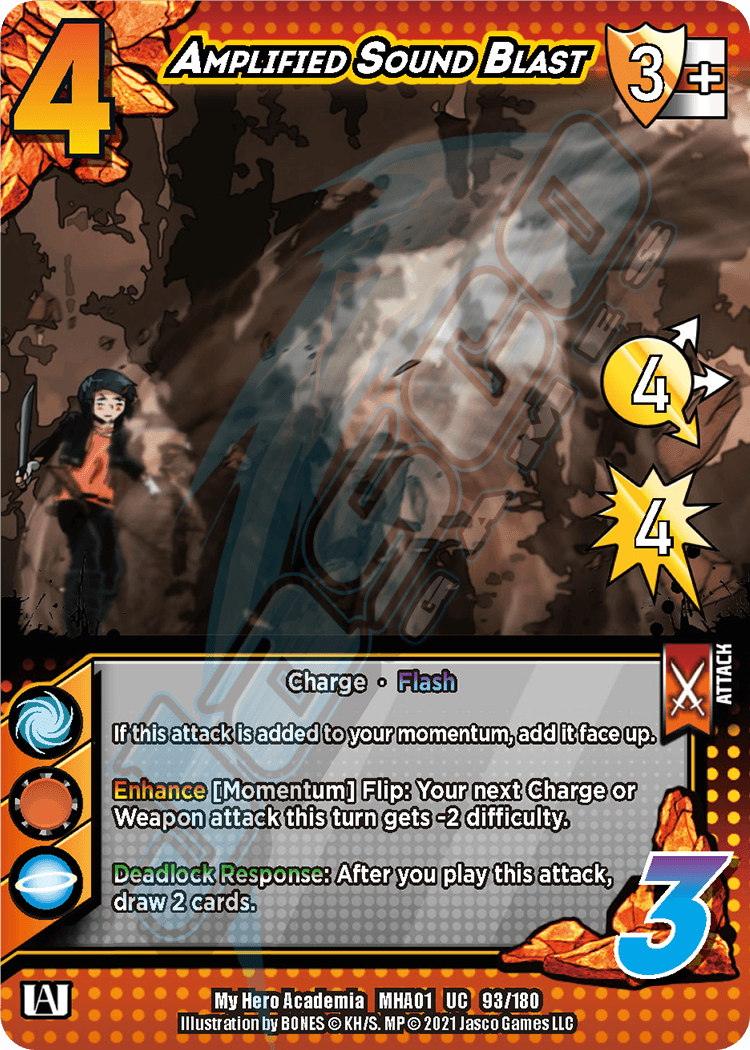 4
AMPLIFIED SOUND BLAST
3 +
4
4
ATTACK
Charge • Flash
If this attack is added to your momentum, add it face up.
Enhance [Momentum] Flip: Your next Charge or
Weapon attack this turn gets -2 difficulty.
Deadlock Response: After you play this attack,
draw 2 cards.
3
UA
My Hero Academia MHA01 UC 93/180
Illustration by BONES © KH/S. MP © 2021 Jasco Games LLC
JASCO
GAMES